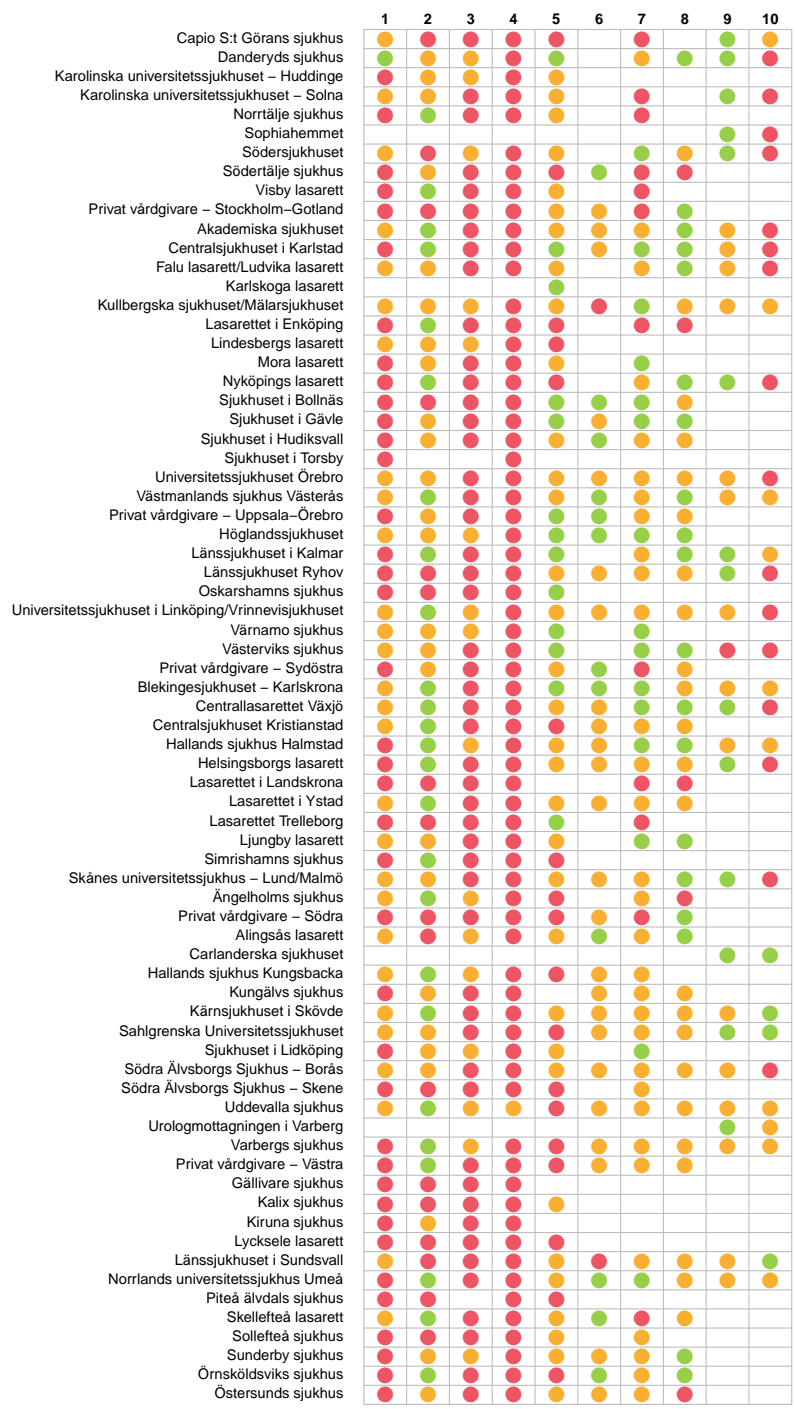 1 2 3 4 5 6 7 8 9 10
Capio S:t Görans sjukhus
Danderyds sjukhus
Karolinska universitetssjukhuset – Huddinge
Karolinska universitetssjukhuset – Solna
Norrtälje sjukhus
Sophiahemmet
Södersjukhuset
Södertälje sjukhus
Visby lasarett
Privat vårdgivare – Stockholm–Gotland
Akademiska sjukhuset
Centralsjukhuset i Karlstad
Falu lasarett/Ludvika lasarett
Karlskoga lasarett
Kullbergska sjukhuset/Mälarsjukhuset
Lasarettet i Enköping
Lindesbergs lasarett
Mora lasarett
Nyköpings lasarett
Sjukhuset i Bollnäs
Sjukhuset i Gävle
Sjukhuset i Hudiksvall
Sjukhuset i Torsby
Universitetssjukhuset Örebro
Västmanlands sjukhus Västerås
Privat vårdgivare – Uppsala–Örebro
Höglandssjukhuset
Länssjukhuset i Kalmar
Länssjukhuset Ryhov
Oskarshamns sjukhus
Universitetssjukhuset i Linköping/Vrinnevisjukhuset
Värnamo sjukhus
Västerviks sjukhus
Privat vårdgivare – Sydöstra
Blekingesjukhuset – Karlskrona
Centrallasarettet Växjö
Centralsjukhuset Kristianstad
Hallands sjukhus Halmstad
Helsingborgs lasarett
Lasarettet i Landskrona
Lasarettet i Ystad
Lasarettet Trelleborg
Ljungby lasarett
Simrishamns sjukhus
Skånes universitetssjukhus – Lund/Malmö
Ängelholms sjukhus
Privat vårdgivare – Södra
Alingsås lasarett
Carlanderska sjukhuset
Hallands sjukhus Kungsbacka
Kungälvs sjukhus
Kärnsjukhuset i Skövde
Sahlgrenska Universitetssjukhuset
Sjukhuset i Lidköping
Södra Älvsborgs Sjukhus – Borås
Södra Älvsborgs Sjukhus – Skene
Uddevalla sjukhus
Urologmottagningen i Varberg
Varbergs sjukhus
Privat vårdgivare – Västra
Gällivare sjukhus
Kalix sjukhus
Kiruna sjukhus
Lycksele lasarett
Länssjukhuset i Sundsvall
Norrlands universitetssjukhus Umeå
Piteå älvdals sjukhus
Skellefteå lasarett
Sollefteå sjukhus
Sunderby sjukhus
Örnsköldsviks sjukhus
Östersunds sjukhus